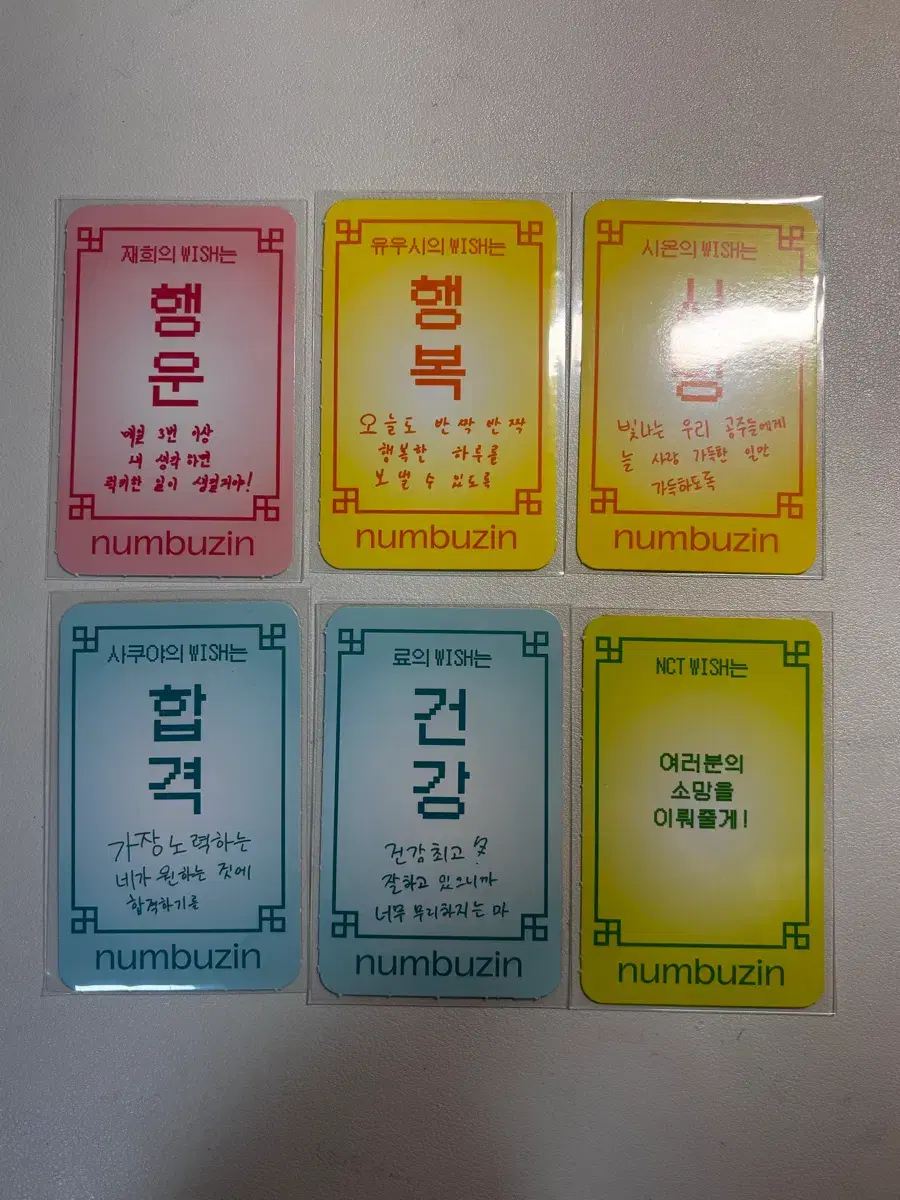 재희의 WISH는
행
운
매일 3번 이상
내 생각하면
럭키한 일이 생길거야!
numbuzin
유우시의 WISH는
행
복
오늘도 반짝반짝
행복한 하루를
보낼 수 있도록
numbuzin
시온의 WISH는
빛나는 우리 공주들에게
늘 사랑 가득한 일만
가득하도록
numbuzin
사쿠야의 WISH는
합
격
가장 노력하는
네가 원하는 것에
합격하기를
numbuzin
료의 WISH는
건
강
건강최고
잘하고 있으니까
너무 무리하지는 마
numbuzin
NCT WISH는
여러분의
소망을
이뤄줄게!
numbuzin